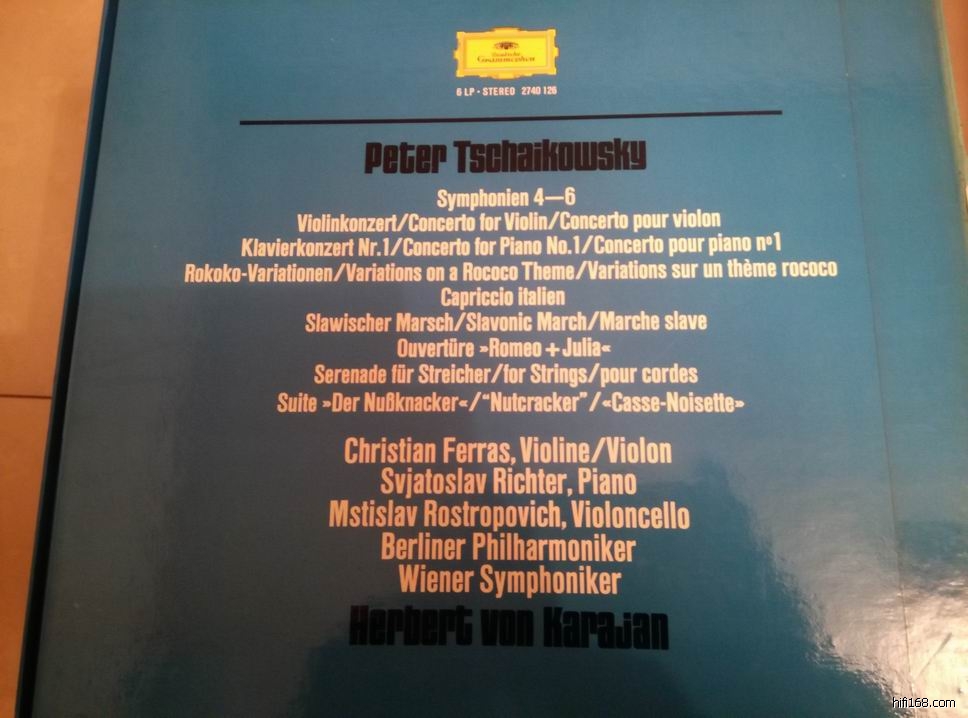 Deutsche
Grammophon
6 LP · STEREO 2740 126
Peter Tschaikowsky
Symphonien 4—6
Violinkonzert/Concerto for Violin/Concerto pour violon
Klavierkonzert Nr.1/Concerto for Piano No.1/Concerto pour piano nº1
Rokoko-Variationen/Variations on a Rococo Theme/Variations sur un thème rococo
Capriccio italien
Slawischer Marsch/Slavonic March/Marche slave
Ouvertüre »Romeo + Julia«
Serenade für Streicher/for Strings/pour cordes
Suite »Der Nußknacker«/“Nutcracker”/«Casse-Noisette»
Christian Ferras, Violine/Violon
Svjatoslav Richter, Piano
Mstislav Rostropovich, Violoncello
Berliner Philharmoniker
Wiener Symphoniker
Herbert von Karajan
hifi168.com